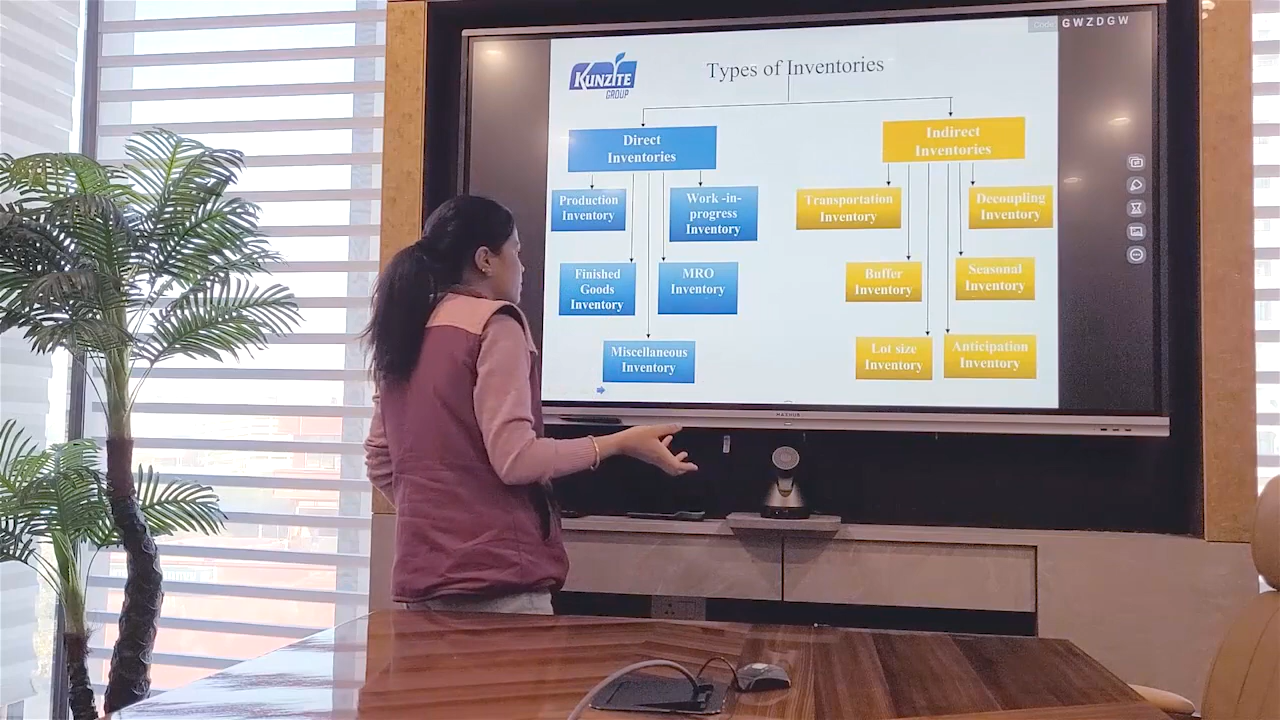 Code: GWZDGW
KUNZITE
GROUP
Types of Inventories
Direct
Inventories
Indirect
Inventories
Production
Inventory
Work -in-
progress
Inventory
Transportation
Inventory
Decoupling
Inventory
Finished
Goods
Inventory
MRO
Inventory
Buffer
Inventory
Seasonal
Inventory
Miscellaneous
Inventory
Lot size
Inventory
Anticipation
Inventory
MAXHUB